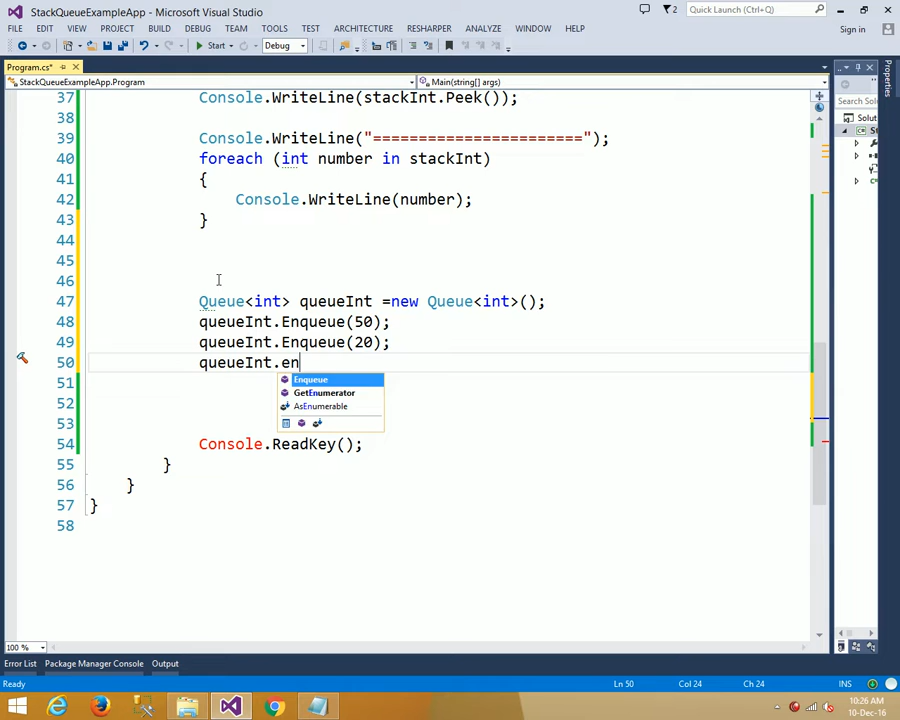 StackQueueExampleApp - Microsoft Visual Studio
2
Quick Launch (Ctrl+Q)
FILE EDIT VIEW PROJECT BUILD DEBUG TEAM TOOLS TEST ARCHITECTURE RESHARPER ANALYZE WINDOW HELP
Sign in
Start
Debug
Program.cs*
StackQueueExampleApp.Program
Main(string[] args)
Properties
Search Solu
Solut
37 Console.WriteLine(stackInt.Peek());
38
39 Console.WriteLine("=======================");
40 foreach (int number in stackInt)
41 {
42 Console.WriteLine(number);
43 }
44
45
46
47 Queue<int> queueInt =new Queue<int>();
48 queueInt.Enqueue(50);
49 queueInt.Enqueue(20);
50 queueInt.en
Enqueue
GetEnumerator
AsEnumerable
51
52
53
54 Console.ReadKey();
55 }
56 }
57 }
58
100 %
Error List Package Manager Console Output
Ready
Ln 50 Col 24 Ch 24 INS
10:26 AM
10-Dec-16